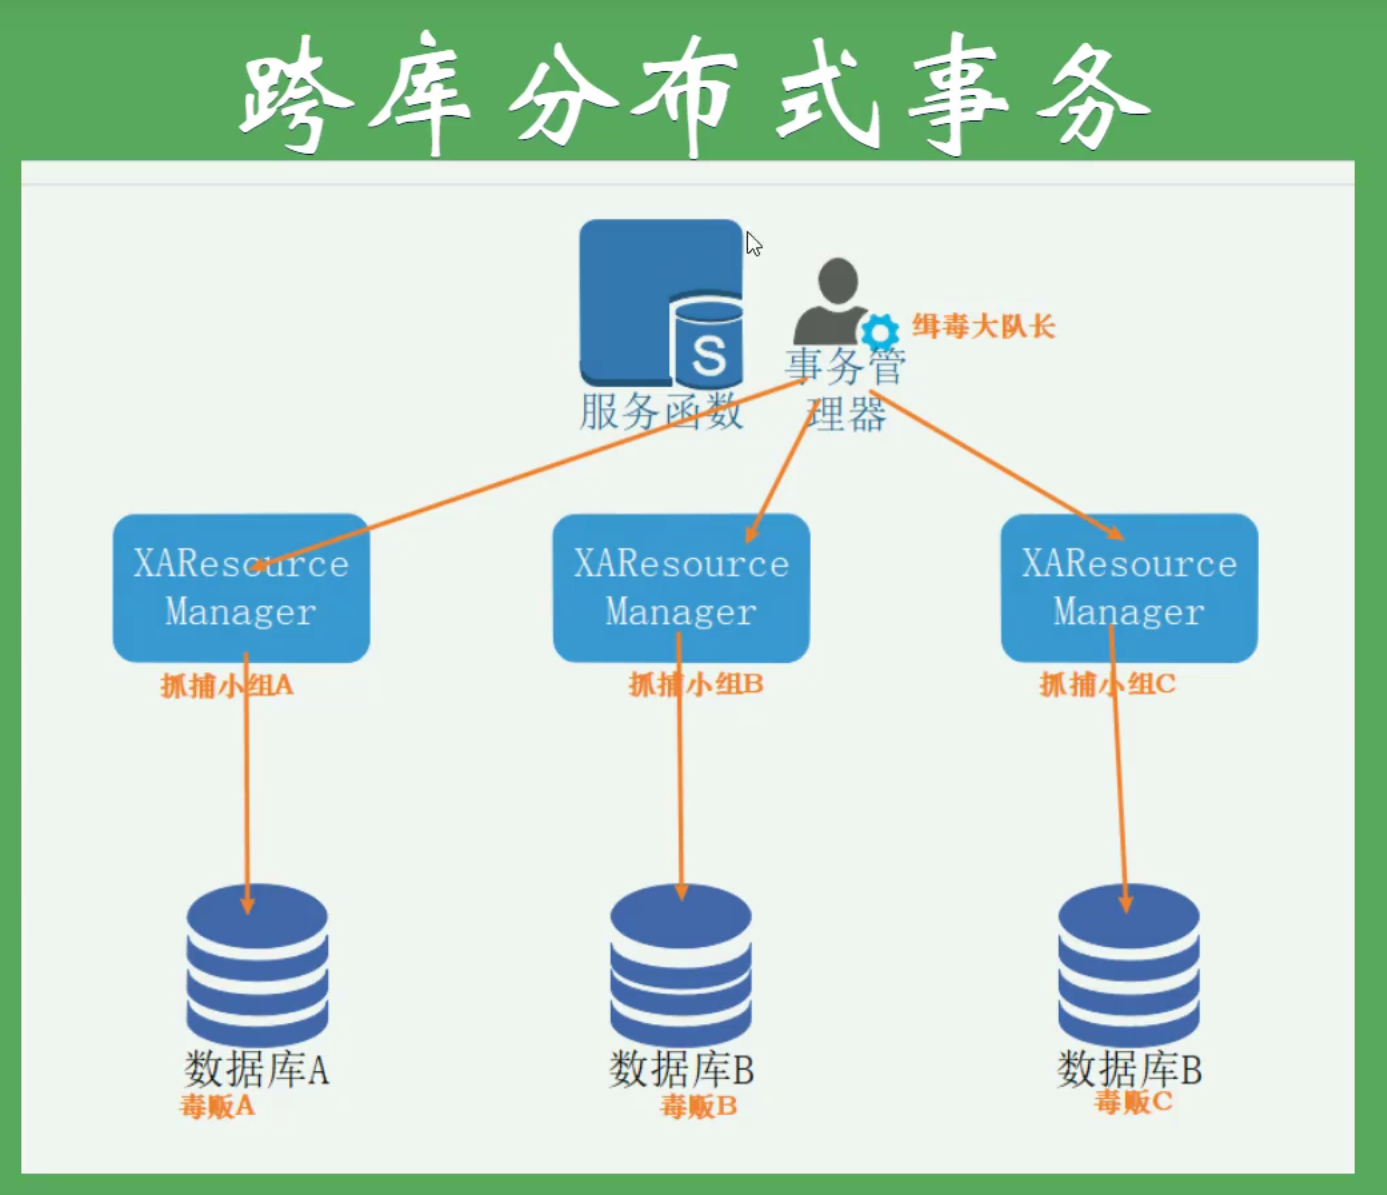 跨库分布式事务
S
缉毒大队长
事务管
理器
服务函数
XAResource
Manager
XAResource
Manager
XAResource
Manager
抓捕小组A
抓捕小组B
抓捕小组C
数据库A
数据库B
数据库B
毒贩A
毒贩B
毒贩C